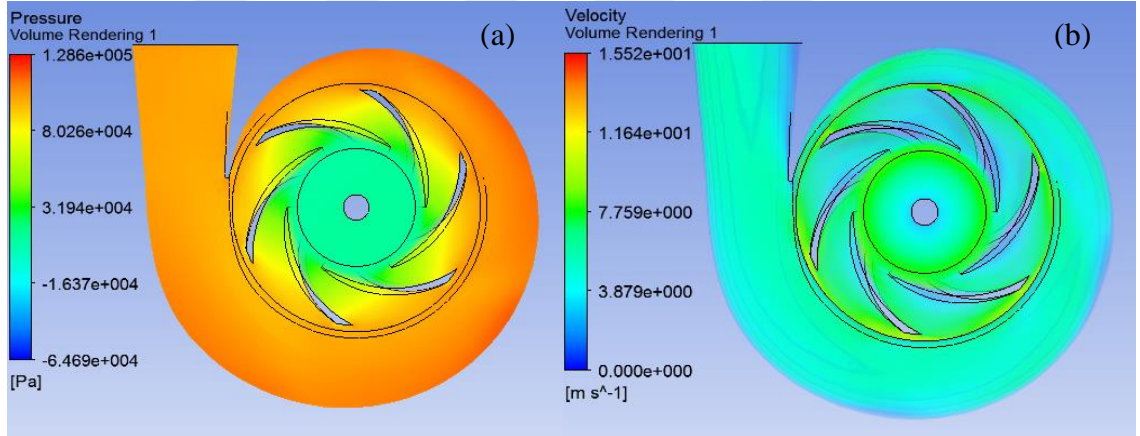 Pressure
Volume Rendering 1
(a)
1.286e+005
8.026e+004
3.194e+004
-1.637e+004
-6.469e+004
[Pa]
Velocity
Volume Rendering 1
(b)
1.552e+001
1.164e+001
7.759e+000
3.879e+000
0.000e+000
[m s^-1]